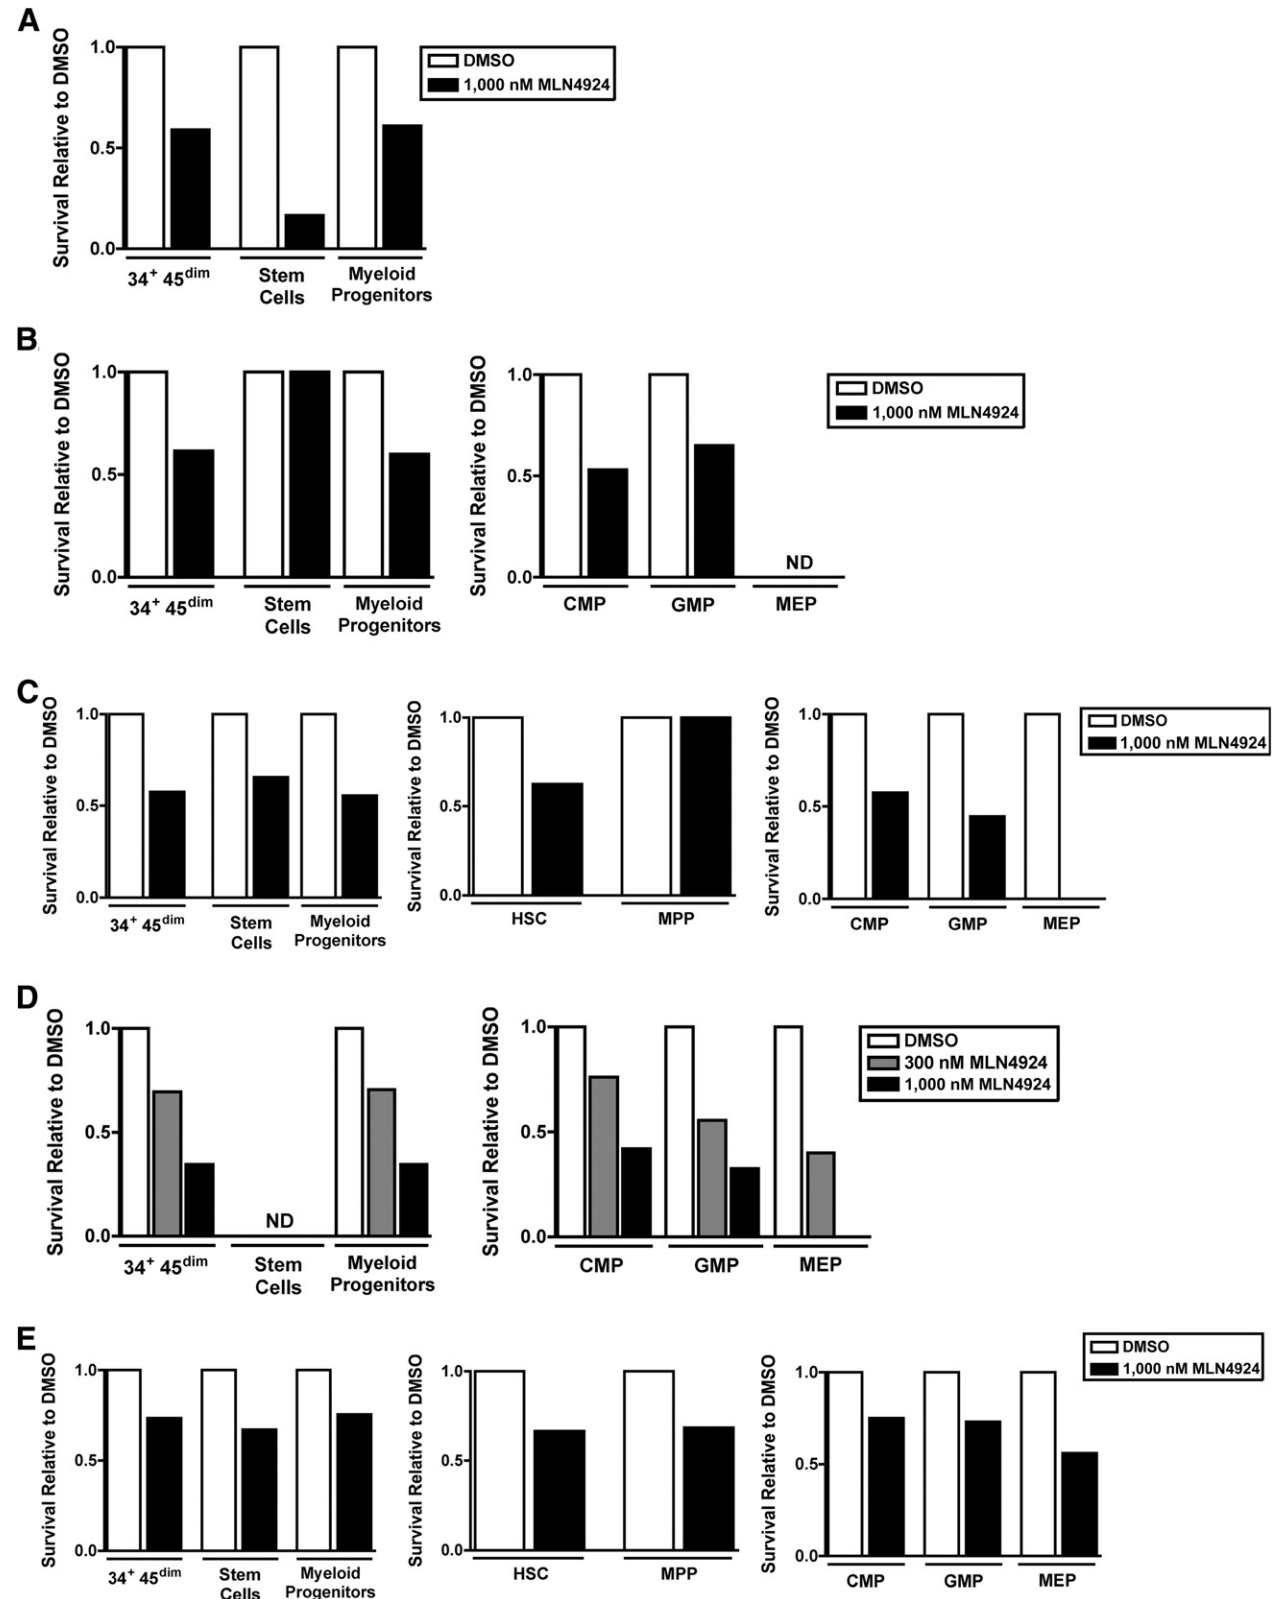 A
Survival Relative to DMSO
1.0
0.5
0.0
34+ 45dim
Stem
Cells
Myeloid
Progenitors
DMSO
1,000 nM MLN4924
B
Survival Relative to DMSO
1.0
0.5
0.0
34+ 45dim
Stem
Cells
Myeloid
Progenitors
Survival Relative to DMSO
1.0
0.5
0.0
ND
CMP
GMP
MEP
DMSO
1,000 nM MLN4924
C
Survival Relative to DMSO
1.0
0.5
0.0
34+ 45dim
Stem
Cells
Myeloid
Progenitors
Survival Relative to DMSO
1.0
0.5
0.0
HSC
MPP
Survival Relative to DMSO
1.0
0.5
0.0
CMP
GMP
MEP
DMSO
1,000 nM MLN4924
D
Survival Relative to DMSO
1.0
0.5
0.0
ND
34+ 45dim
Stem
Cells
Myeloid
Progenitors
Survival Relative to DMSO
1.0
0.5
0.0
CMP
GMP
MEP
DMSO
300 nM MLN4924
1,000 nM MLN4924
E
Survival Relative to DMSO
1.0
0.5
0.0
34+ 45dim
Stem
Cells
Myeloid
Progenitors
Survival Relative to DMSO
1.0
0.5
0.0
HSC
MPP
Survival Relative to DMSO
1.0
0.5
0.0
CMP
GMP
MEP
DMSO
1,000 nM MLN4924